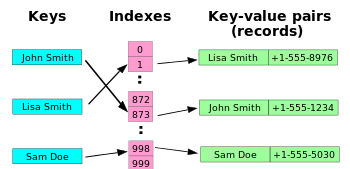 Keys
Indexes
Key-value pairs
(records)
John Smith
Lisa Smith
Sam Doe
0
1
:
872
873
:
998
999
Lisa Smith +1-555-8976
John Smith +1-555-1234
Sam Doe +1-555-5030